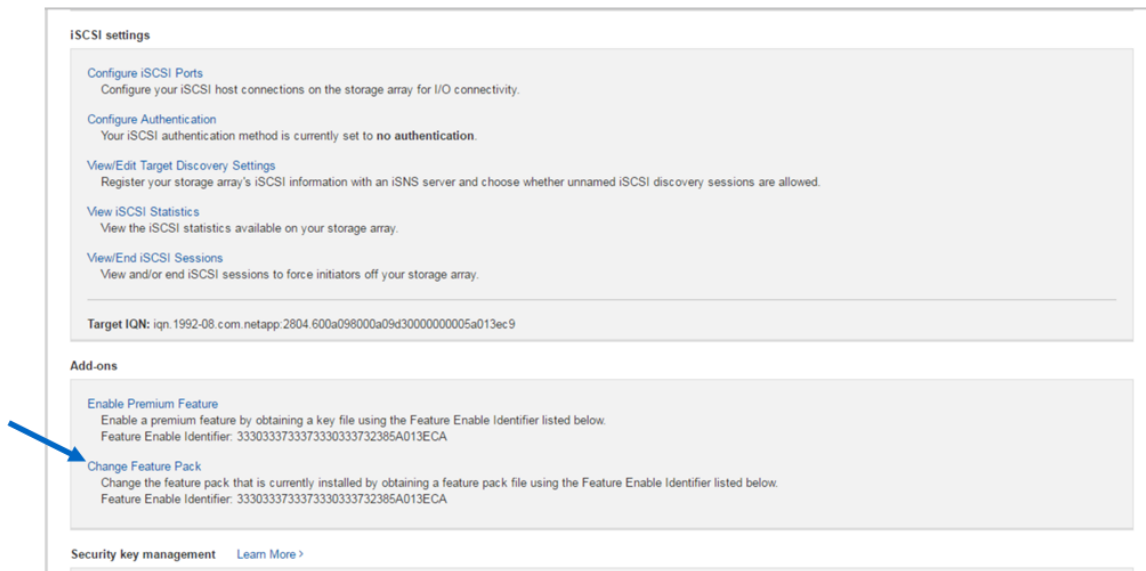 iSCSI settings
Configure iSCSI Ports
Configure your iSCSI host connections on the storage array for I/O connectivity.
Configure Authentication
Your iSCSI authentication method is currently set to no authentication.
View/Edit Target Discovery Settings
Register your storage array's iSCSI information with an iSNS server and choose whether unnamed iSCSI discovery sessions are allowed.
View iSCSI Statistics
View the iSCSI statistics available on your storage array.
View/End iSCSI Sessions
View and/or end iSCSI sessions to force initiators off your storage array.
Target IQN: iqn.1992-08.com.netapp:2804.600a098000a09d30000000005a013ec9
Add-ons
Enable Premium Feature
Enable a premium feature by obtaining a key file using the Feature Enable Identifier listed below.
Feature Enable Identifier: 3330333733373330333732385A013ECA
Change Feature Pack
Change the feature pack that is currently installed by obtaining a feature pack file using the Feature Enable Identifier listed below.
Feature Enable Identifier: 3330333733373330333732385A013ECA
Security key management Learn More >